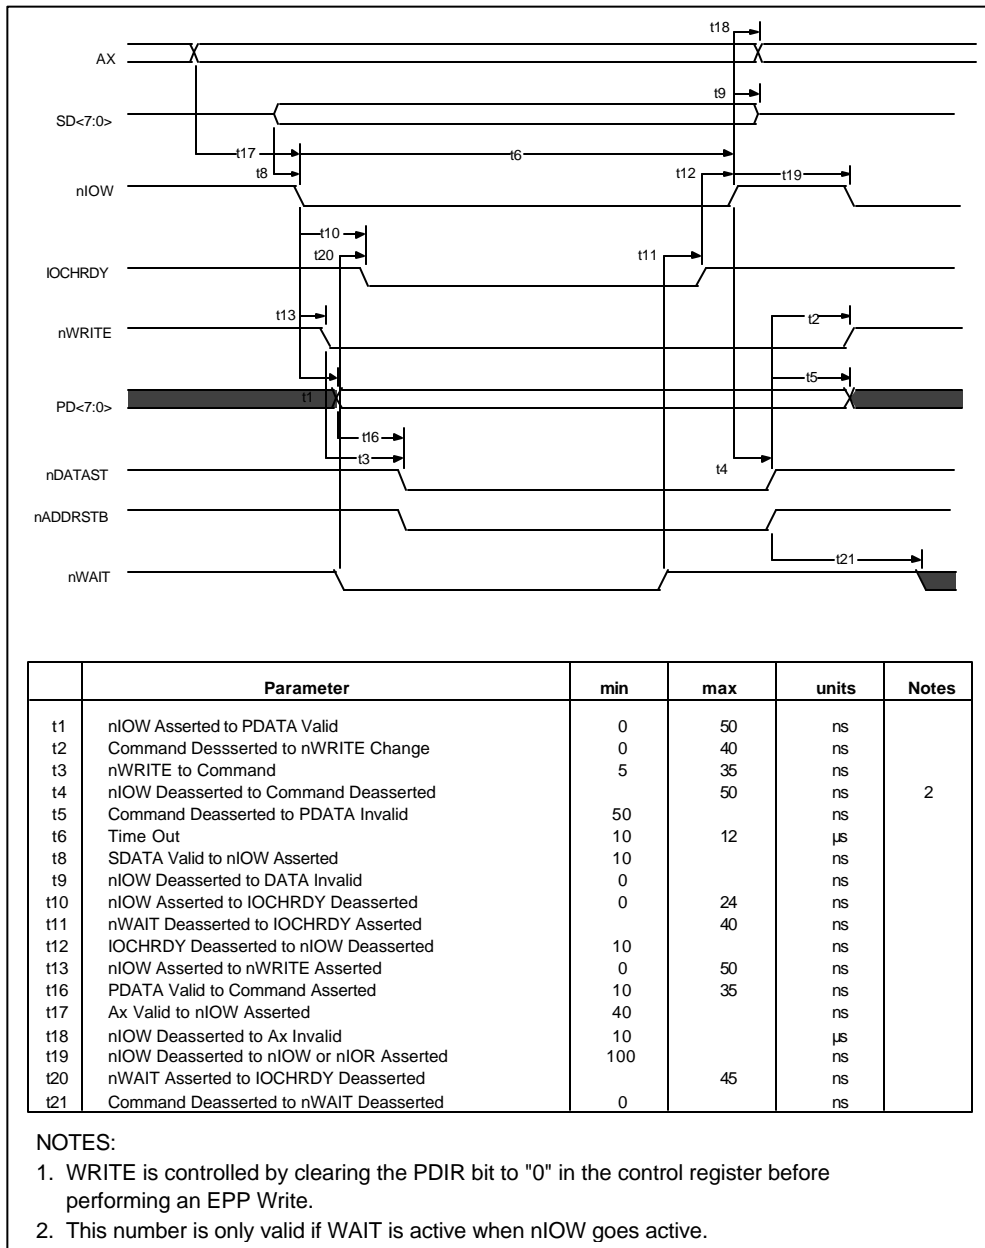 t18
AX
t9
SD<7:0>
t17
t6
t8
t12
t19
nIOW
t10
t20
t11
IOCHRDY
t13
t2
nWRITE
t5
t1
PD<7:0>
t16
t3
t4
nDATAST
nADDRSTB
t21
nWAIT
Parameter min max units Notes
t1 nIOW Asserted to PDATA Valid 0 50 ns
t2 Command Dessserted to nWRITE Change 0 40 ns
t3 nWRITE to Command 5 35 ns
t4 nIOW Deasserted to Command Deasserted 50 ns 2
t5 Command Deasserted to PDATA Invalid 50 ns
t6 Time Out 10 12 µs
t8 SDATA Valid to nIOW Asserted 10 ns
t9 nIOW Deasserted to DATA Invalid 0 ns
t10 nIOW Asserted to IOCHRDY Deasserted 0 24 ns
t11 nWAIT Deasserted to IOCHRDY Asserted 40 ns
t12 IOCHRDY Deasserted to nIOW Deasserted 10 ns
t13 nIOW Asserted to nWRITE Asserted 0 50 ns
t16 PDATA Valid to Command Asserted 10 35 ns
t17 Ax Valid to nIOW Asserted 40 ns
t18 nIOW Deasserted to Ax Invalid 10 µs
t19 nIOW Deasserted to nIOW or nIOR Asserted 100 ns
t20 nWAIT Asserted to IOCHRDY Deasserted 45 ns
t21 Command Deasserted to nWAIT Deasserted 0 ns
NOTES:
1. WRITE is controlled by clearing the PDIR bit to "0" in the control register before
performing an EPP Write.
2. This number is only valid if WAIT is active when nIOW goes active.